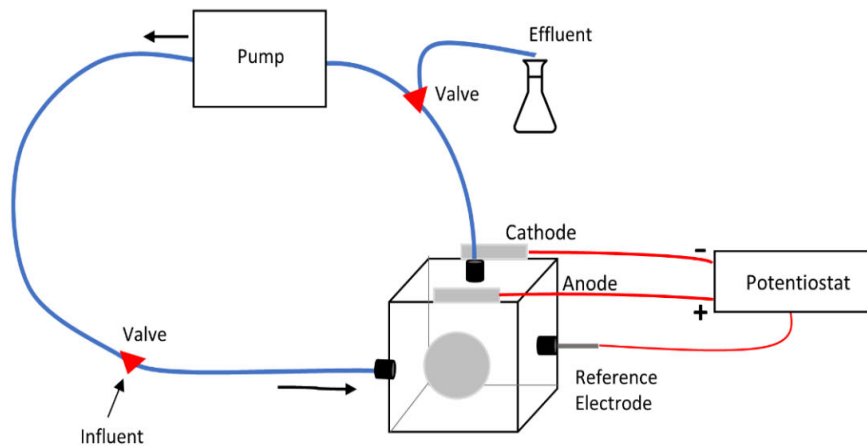 Effluent
Pump
Valve
Cathode
-
Anode
Potentiostat
+
Valve
Reference
Electrode
Influent